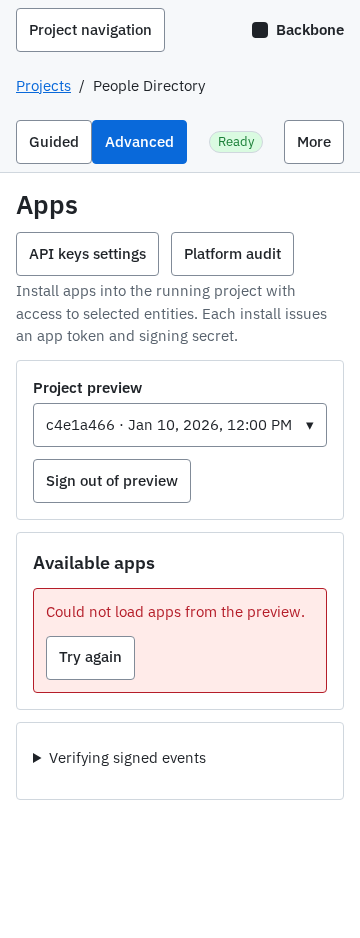 Project navigation
Backbone
Projects / People Directory
Guided
Advanced
Ready
More
Apps
API keys settings
Platform audit
Install apps into the running project with
access to selected entities. Each install issues
an app token and signing secret.
Project preview
c4e1a466 · Jan 10, 2026, 12:00 PM
Sign out of preview
Available apps
Could not load apps from the preview.
Try again
Verifying signed events